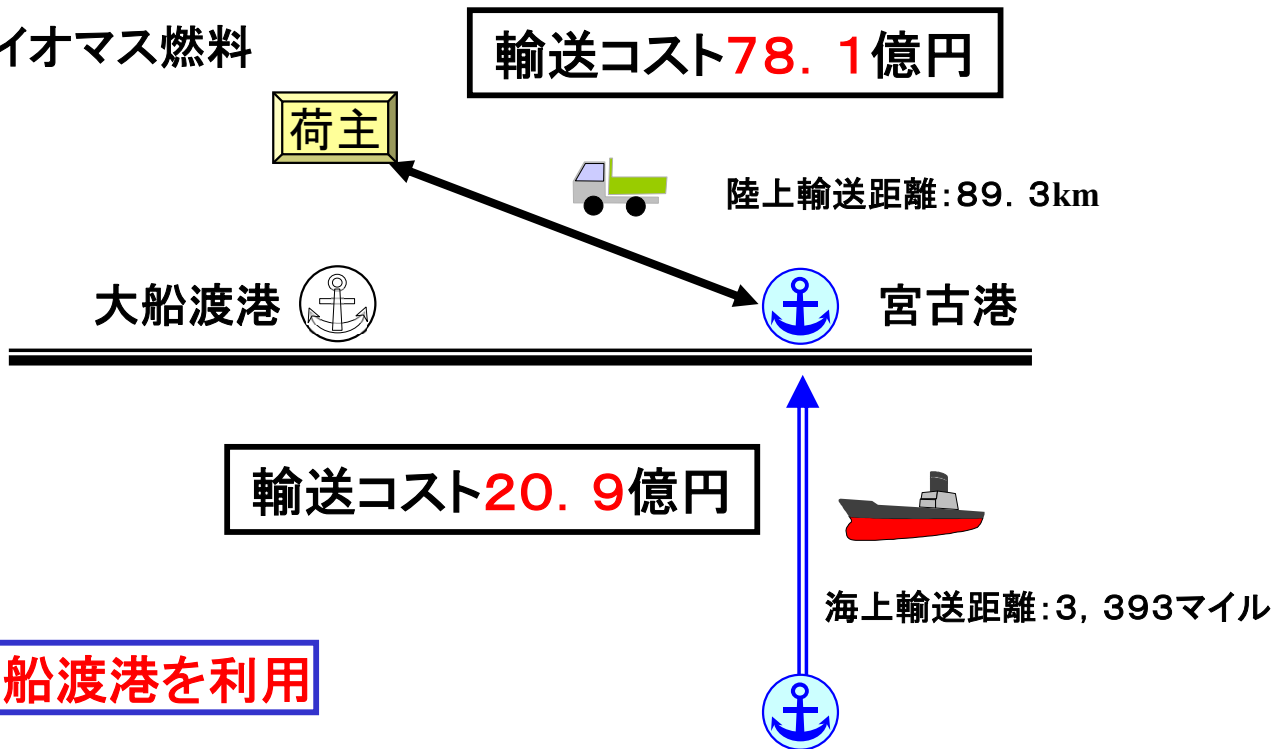 イオマス燃料
輸送コスト78．1億円
荷主
陸上輸送距離：89．3km
大船渡港
宮古港
輸送コスト20．9億円
海上輸送距離：3，393マイル
船渡港を利用